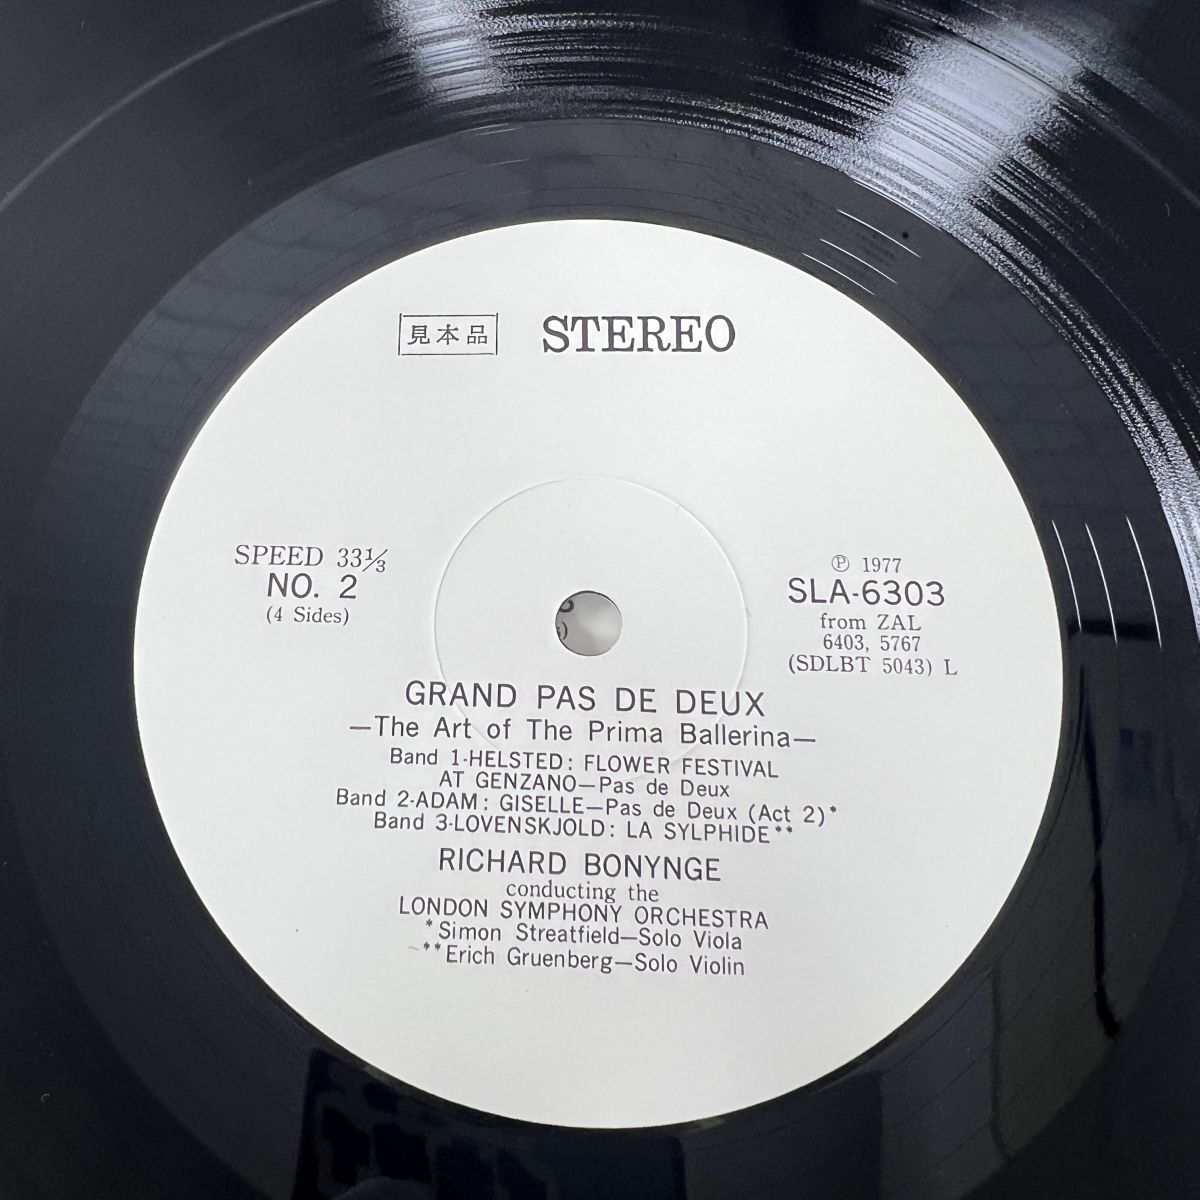 見本品 STEREO
SPEED 33⅓
NO. 2
(4 Sides)
Ⓟ 1977
SLA-6303
from ZAL
6403, 5767
(SDLBT 5043) L
GRAND PAS DE DEUX
—The Art of The Prima Ballerina—
Band 1-HELSTED: FLOWER FESTIVAL
AT GENZANO—Pas de Deux
Band 2-ADAM: GISELLE—Pas de Deux (Act 2)*
Band 3-LOVENSKJOLD: LA SYLPHIDE**
RICHARD BONYNGE
conducting the
LONDON SYMPHONY ORCHESTRA
*Simon Streatfield—Solo Viola
**Erich Gruenberg—Solo Violin